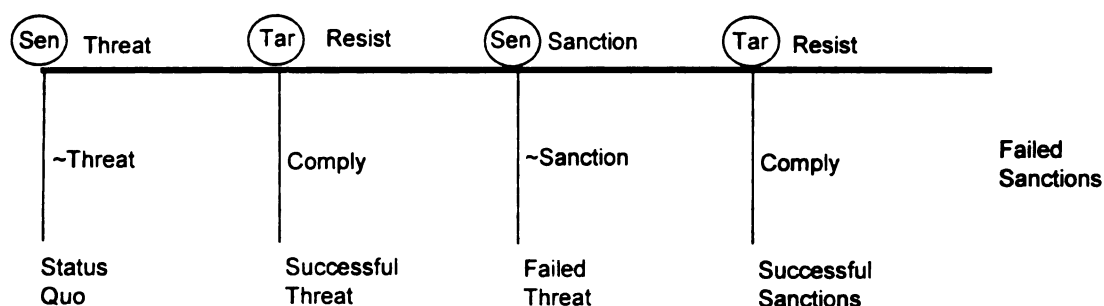 Sen Threat Tar Resist Sen Sanction Tar Resist
~Threat Comply ~Sanction Comply Failed
Sanctions
Status Successful Failed Successful
Quo Threat Threat Sanctions